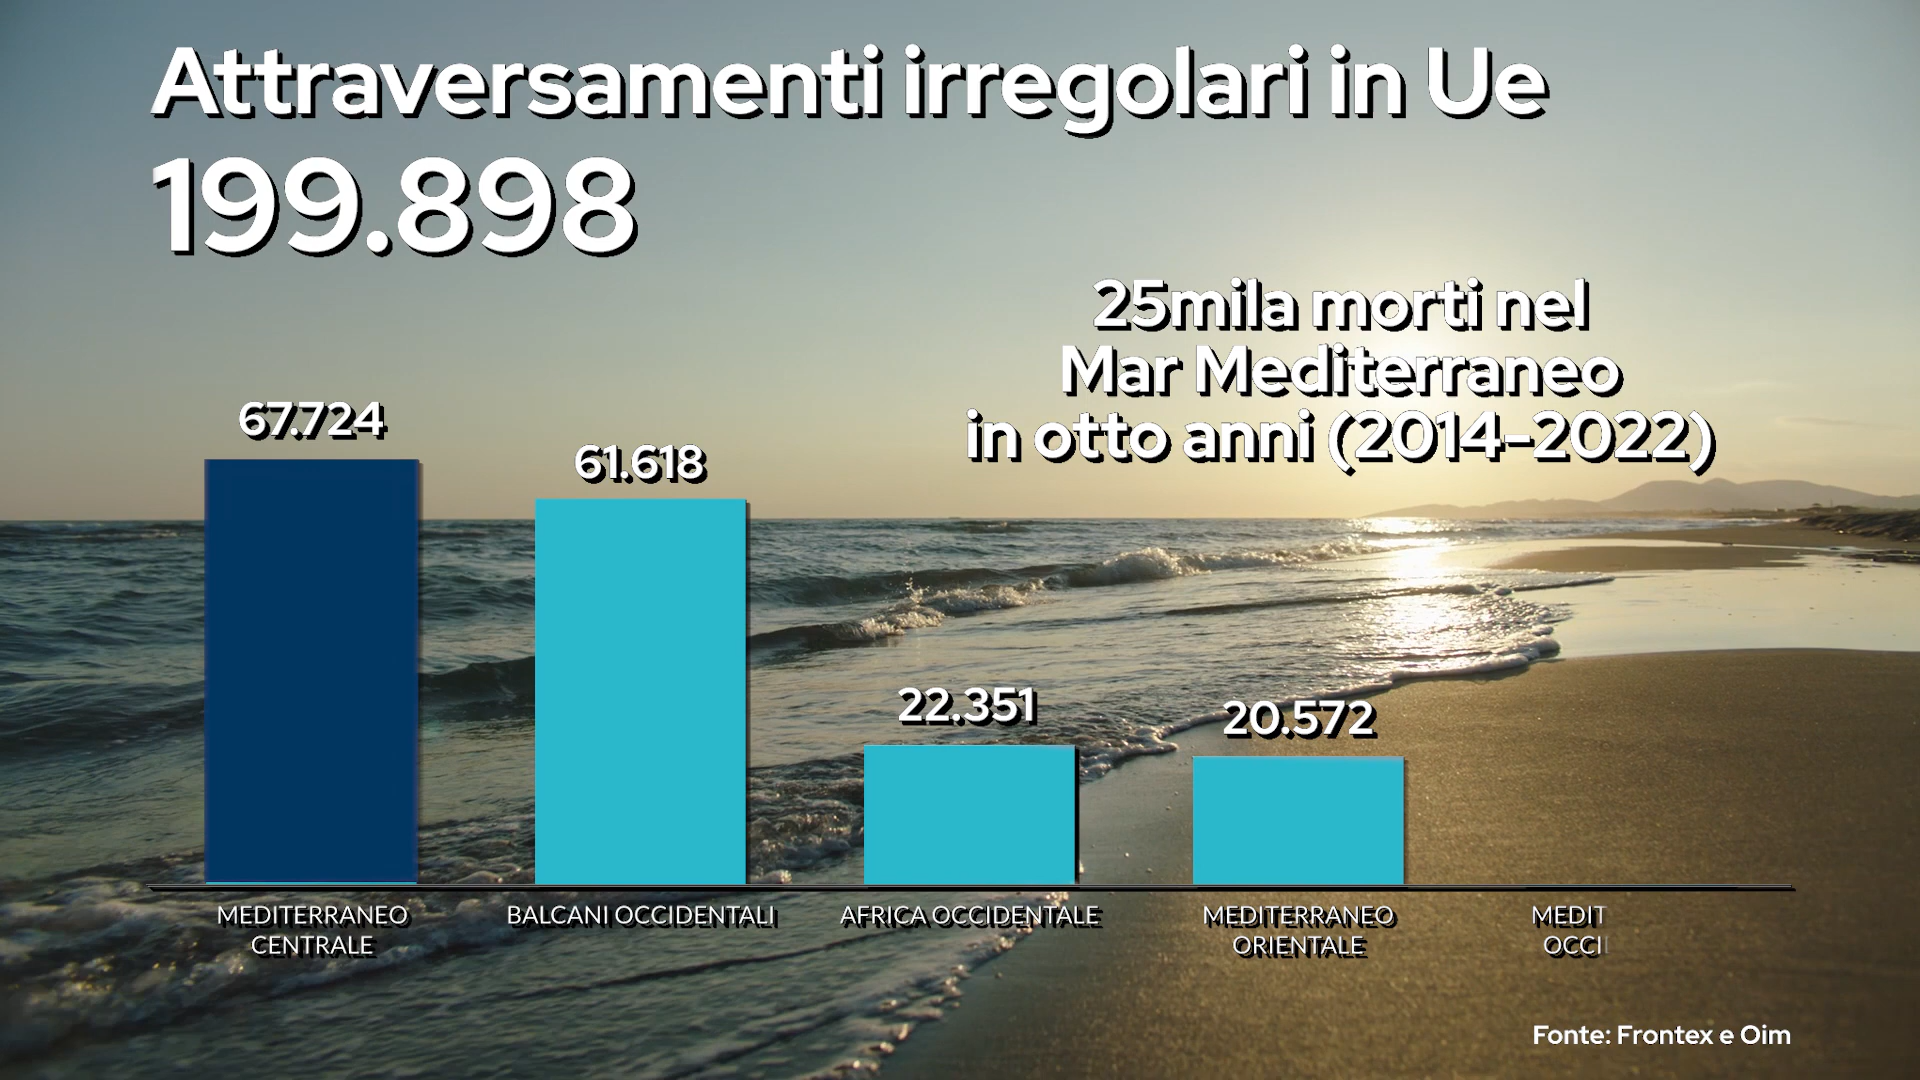 Attraversamenti irregolari in Ue
199.898
25mila morti nel
Mar Mediterraneo
in otto anni (2014-2022)
67.724
61.618
22.351
20.572
MEDITERRANEO
CENTRALE
BALCANI OCCIDENTALI
AFRICA OCCIDENTALE
MEDITERRANEO
ORIENTALE
MEDIT
OCCI
Fonte: Frontex e Oim